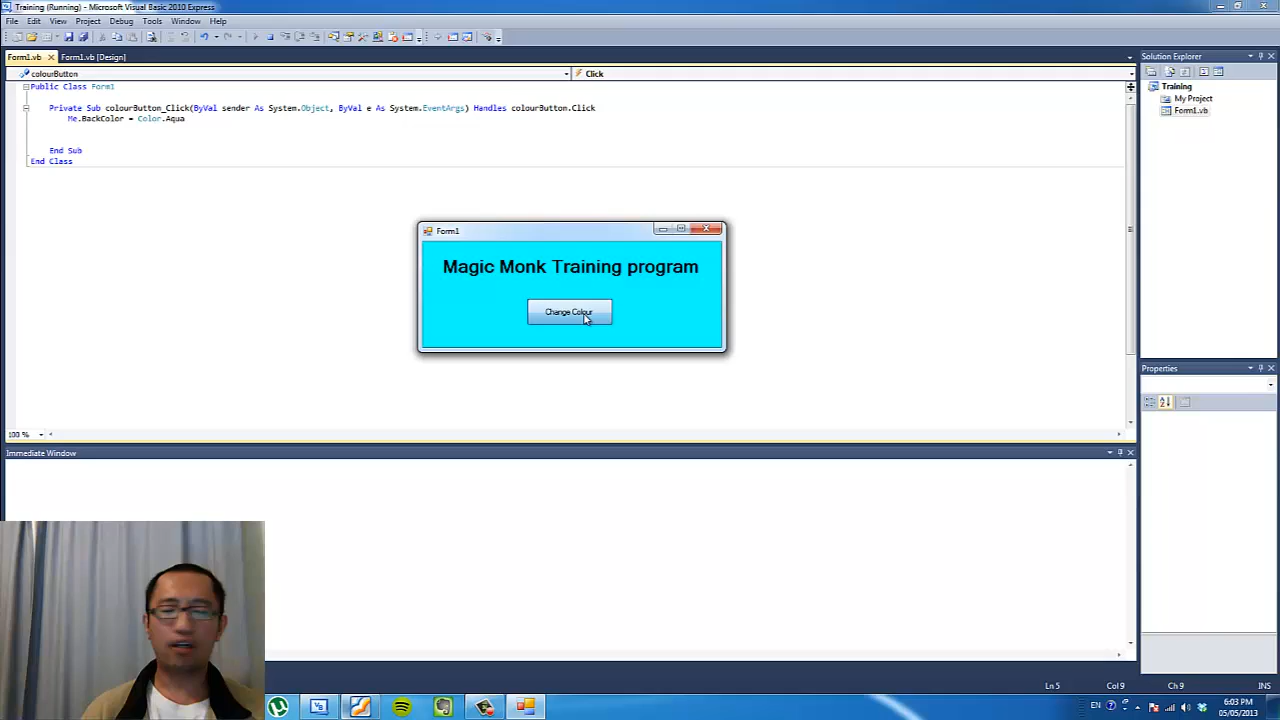 Training (Running) - Microsoft Visual Basic 2010 Express
File Edit View Project Debug Tools Window Help
Form1.vb Form1.vb [Design]
colourButton Click
Public Class Form1
Private Sub colourButton_Click(ByVal sender As System.Object, ByVal e As System.EventArgs) Handles colourButton.Click
Me.BackColor = Color.Aqua
End Sub
End Class
Form1
Magic Monk Training program
Change Colour
100 %
Immediate Window
Solution Explorer
Training
My Project
Form1.vb
Properties
Ln 5 Col 9 Ch 9 INS
EN
6:03 PM
05/05/2013